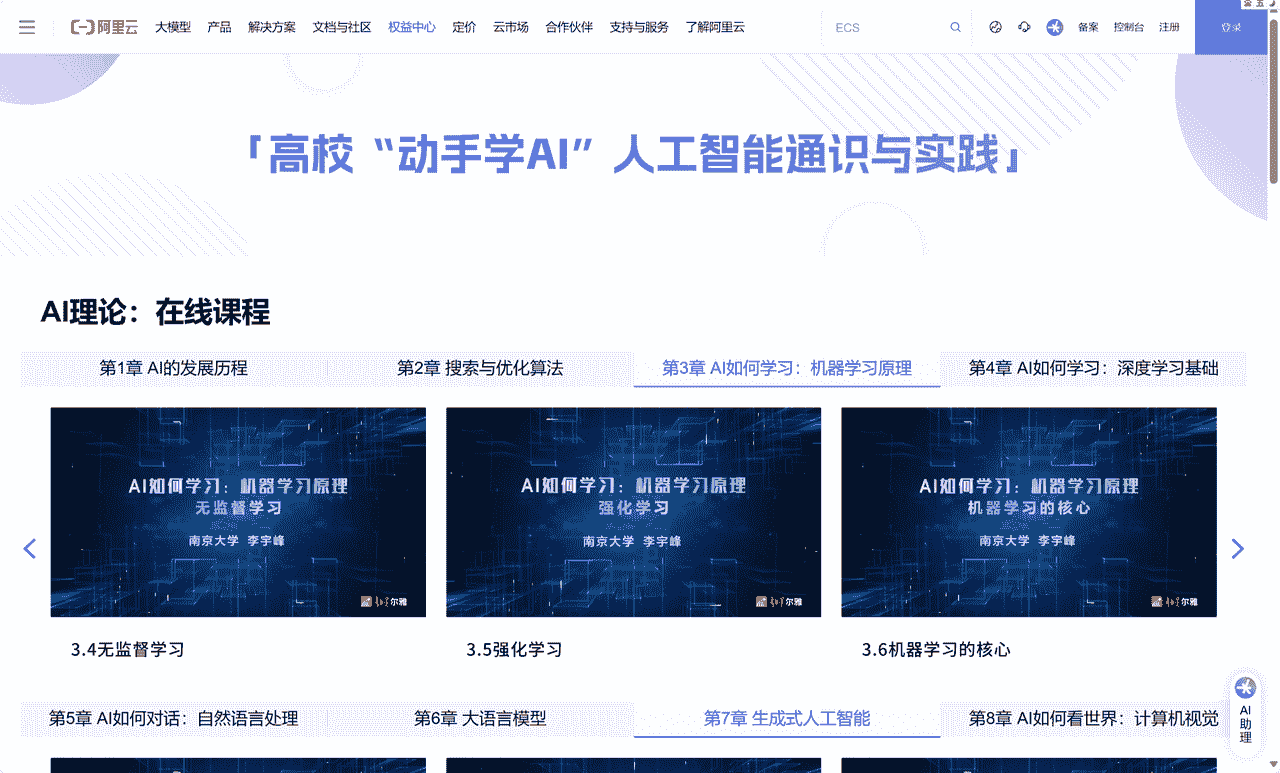 阿里云 大模型 产品 解决方案 文档与社区 权益中心 定价 云市场 合作伙伴 支持与服务 了解阿里云 ECS 备案 控制台 注册 登录
「高校 “动手学AI” 人工智能通识与实践」
AI理论：在线课程
第1章 AI的发展历程 第2章 搜索与优化算法 第3章 AI如何学习：机器学习原理 第4章 AI如何学习：深度学习基础
AI如何学习：机器学习原理
无监督学习
南京大学 李宇峰
尔雅
3.4无监督学习
AI如何学习：机器学习原理
强化学习
南京大学 李宇峰
尔雅
3.5强化学习
AI如何学习：机器学习原理
机器学习的核心
南京大学 李宇峰
尔雅
3.6机器学习的核心
第5章 AI如何对话：自然语言处理 第6章 大语言模型 第7章 生成式人工智能 第8章 AI如何看世界：计算机视觉
AI
助
理